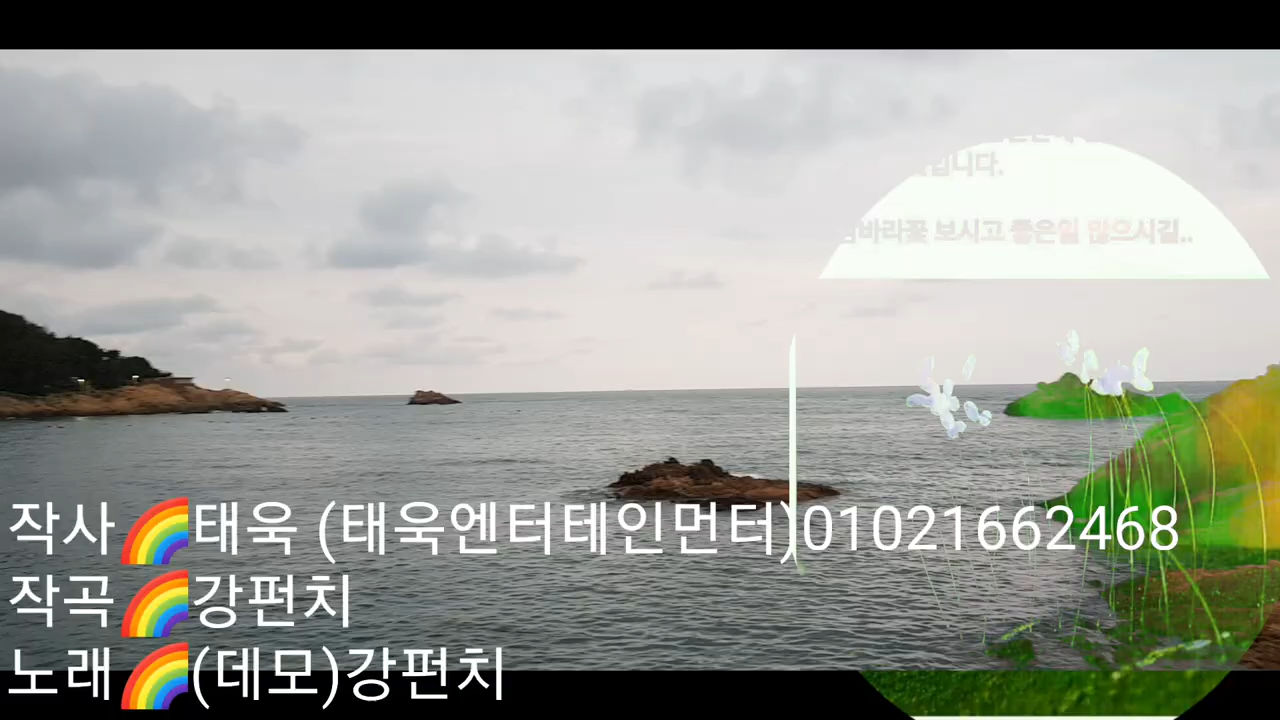 입니다.
바라꽃 보시고 좋은일 많으시길..
작사🌈태욱 (태욱엔터테인먼터)01021662468
작곡🌈강펀치
노래🌈(데모)강펀치